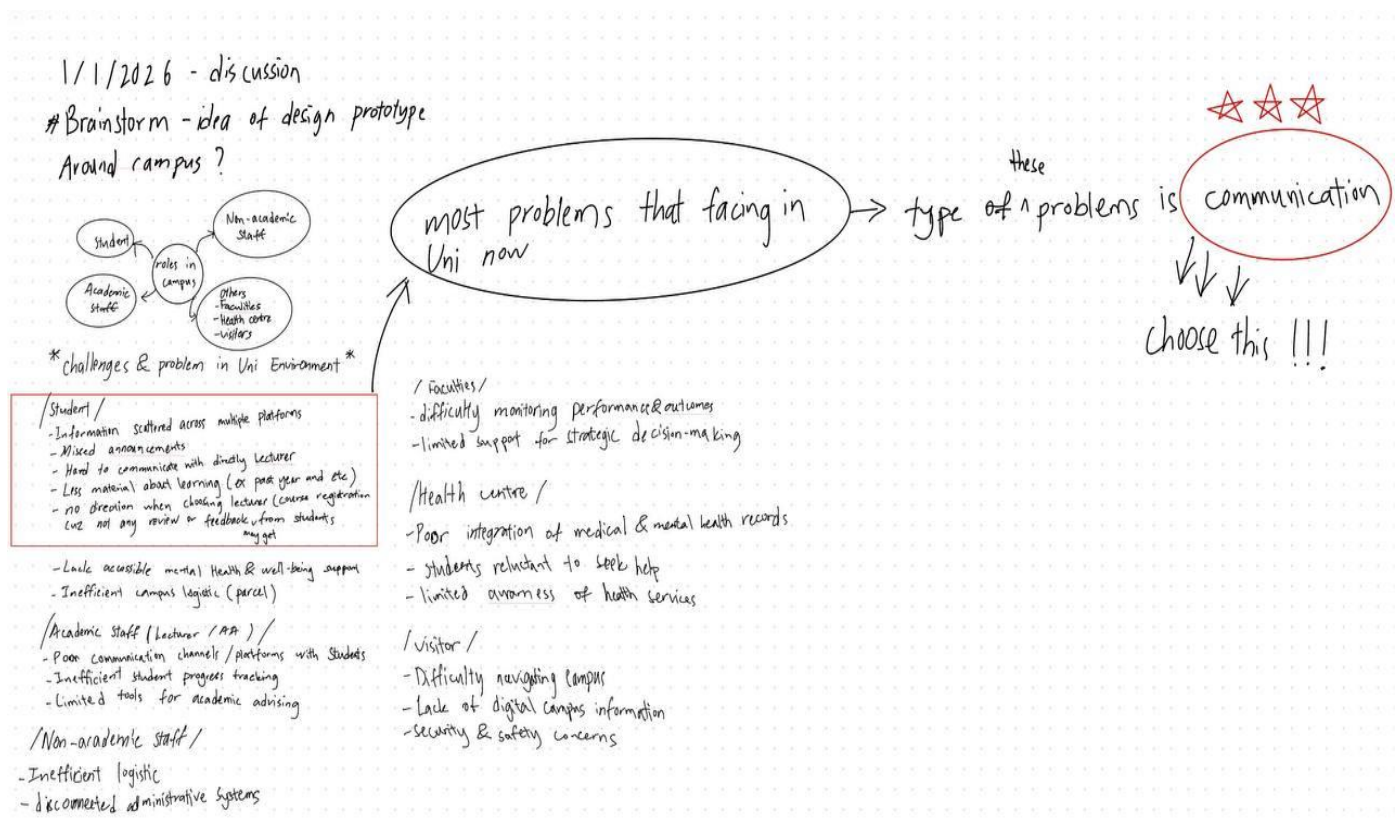 1/1/2026 - discussion
# Brainstorm - idea of design prototype
Around campus ?
Student
Non-academic
Staff
roles in
campus
Academic
Staff
Others
- Faculties
- Health centre
- Visitors
* challenges & problem in Uni Environment *
/Student/
- Information scattered across multiple platforms
- Missed announcements
- Hard to communicate with directly Lecturer
- Less material about learning (ex past year and etc)
- no direction when choosing lecturer (course registration
cuz not any review or feedback, from students
may get
- Lack accessible mental Health & well-being support
- Inefficient campus logistic (parcel)
/Academic Staff (Lecturer / AA) /
- Poor communication channels / platforms with Students
- Inefficient student progress tracking
- Limited tools for academic advising
/Non-academic staff/
- Inefficient logistic
- disconnected administrative Systems
most problems that facing in
Uni now
/ Faculties /
- difficulty monitoring performance & outcomes
- limited support for strategic decision-making
/Health centre /
- Poor integration of medical & mental health records
- students reluctant to seek help
- limited awarness of health services
/ visitor /
- Difficulty navigating campus
- Lack of digital campus information
- security & safety concerns
these
type of ^ problems is communication
choose this !!!